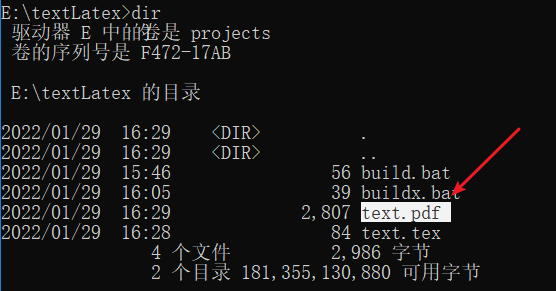 E:\textLatex>dir
驱动器 E 中的卷是 projects
卷的序列号是 F472-17AB
E:\textLatex 的目录
2022/01/29  16:29    <DIR>          .
2022/01/29  16:29    <DIR>          ..
2022/01/29  15:46                56 build.bat
2022/01/29  16:05                39 buildx.bat
2022/01/29  16:29             2,807 text.pdf
2022/01/29  16:28                84 text.tex
4 个文件          2,986 字节
2 个目录 181,355,130,880 可用字节